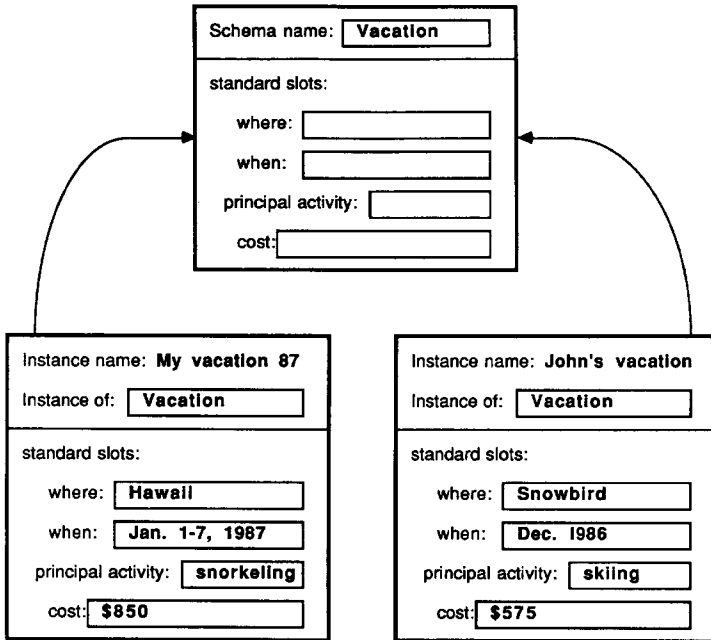 Schema name: Vacation
standard slots:
where:
when:
principal activity:
cost:
Instance name: My vacation 87
Instance of: Vacation
standard slots:
where: Hawaii
when: Jan. 1-7, 1987
principal activity: snorkeling
cost: $850
Instance name: John's vacation
Instance of: Vacation
standard slots:
where: Snowbird
when: Dec. l986
principal activity: skiing
cost: $575